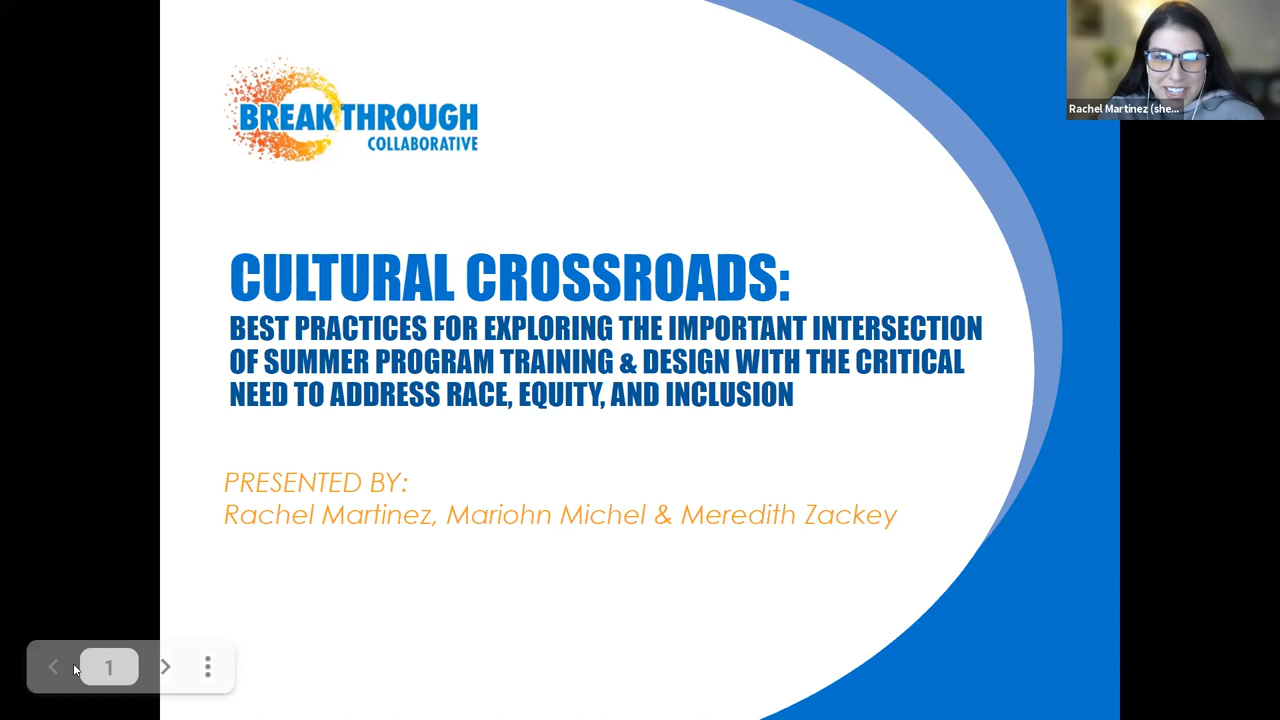 BREAKTHROUGH
COLLABORATIVE
Rachel Martinez (she...
CULTURAL CROSSROADS:
BEST PRACTICES FOR EXPLORING THE IMPORTANT INTERSECTION
OF SUMMER PROGRAM TRAINING & DESIGN WITH THE CRITICAL
NEED TO ADDRESS RACE, EQUITY, AND INCLUSION
PRESENTED BY:
Rachel Martinez, Mariohn Michel & Meredith Zackey
1